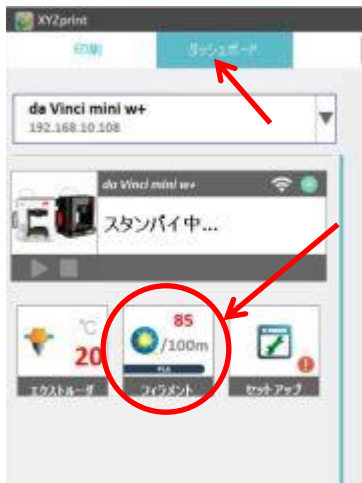 XYZprint
印刷
ダッシュボード
da Vinci mini w+
192.168.10.108
da Vinci mini w+
スタンバイ中...
℃
20
85
/100m
PLA
エクストルーダ
フィラメント
セットアップ